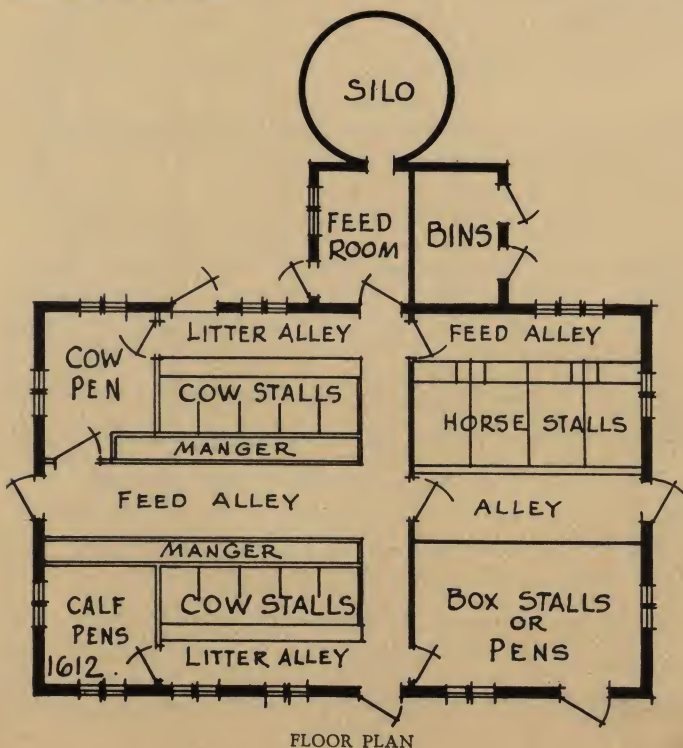 SILO
FEED
ROOM
BINS
LITTER ALLEY
FEED ALLEY
COW
PEN
COW STALLS
HORSE STALLS
MANGER
FEED ALLEY
ALLEY
MANGER
CALF
PENS
COW STALLS
BOX STALLS
OR
PENS
1612.
LITTER ALLEY
FLOOR PLAN